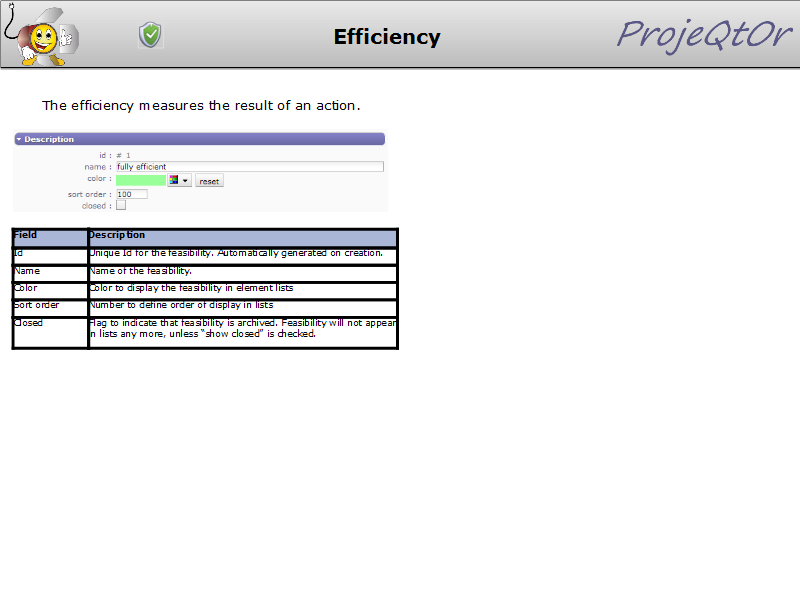 Efficiency
ProjeQtOr
The efficiency measures the result of an action.
Description
id : # 1
name : fully efficient
color : reset
sort order : 100
closed :
Field Description
Id Unique Id for the feasibility. Automatically generated on creation.
Name Name of the feasibility.
Color Color to display the feasibility in element lists
Sort order Number to define order of display in lists
Closed Flag to indicate that feasibility is archived. Feasibility will not appear
in lists any more, unless “show closed” is checked.